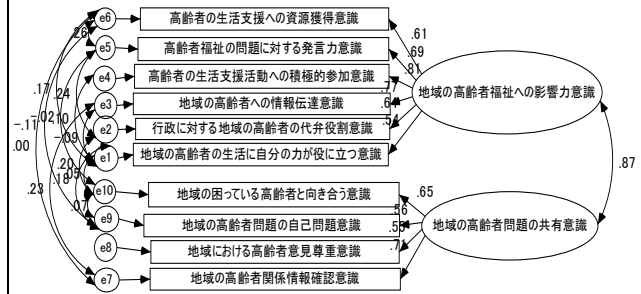 e6 高齢者の生活支援への資源獲得意識
.26 .61
e5 高齢者福祉の問題に対する発言力意識
.69
e4 高齢者の生活支援活動への積極的参加意識
.81
.17 .24 .77 地域の高齢者福祉への影響力意識
e3 地域の高齢者への情報伝達意識
-.11 -.02
e2 行政に対する地域の高齢者の代弁役割意識
.00 -.09 .54
e1 地域の高齢者の生活に自分の力が役に立つ意識
.20 .87
.05
.23 .18 e10 地域の困っている高齢者と向き合う意識 .65
.07 .56
e9 地域の高齢者問題の自己問題意識 地域の高齢者問題の共有意識
e8 地域における高齢者意見尊重意識
e7 地域の高齢者関係情報確認意識